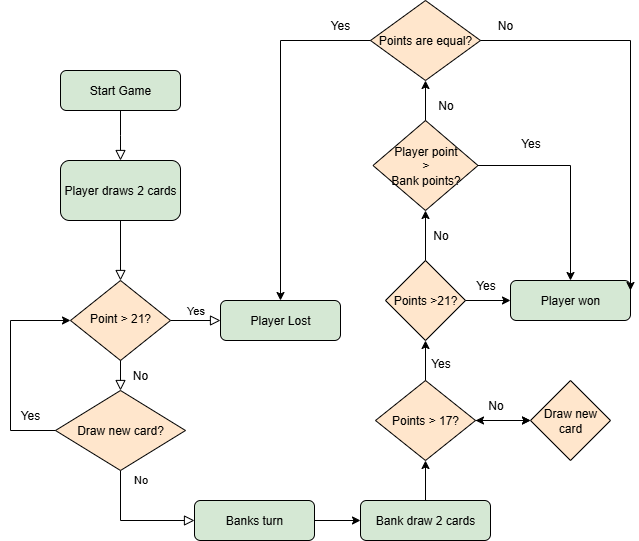 Start Game
Player draws 2 cards
Point > 21?
Yes
Player Lost
No
Draw new card?
Yes
No
Banks turn
Bank draw 2 cards
Points > 17?
No
Draw new
card
Yes
Points >21?
Yes
Player won
No
Player point
>
Bank points?
Yes
No
Points are equal?
Yes
No